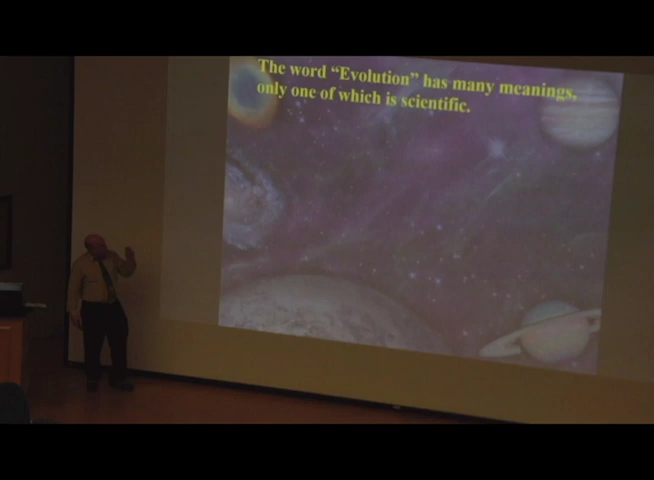 The word “Evolution” has many meanings,
only one of which is scientific.